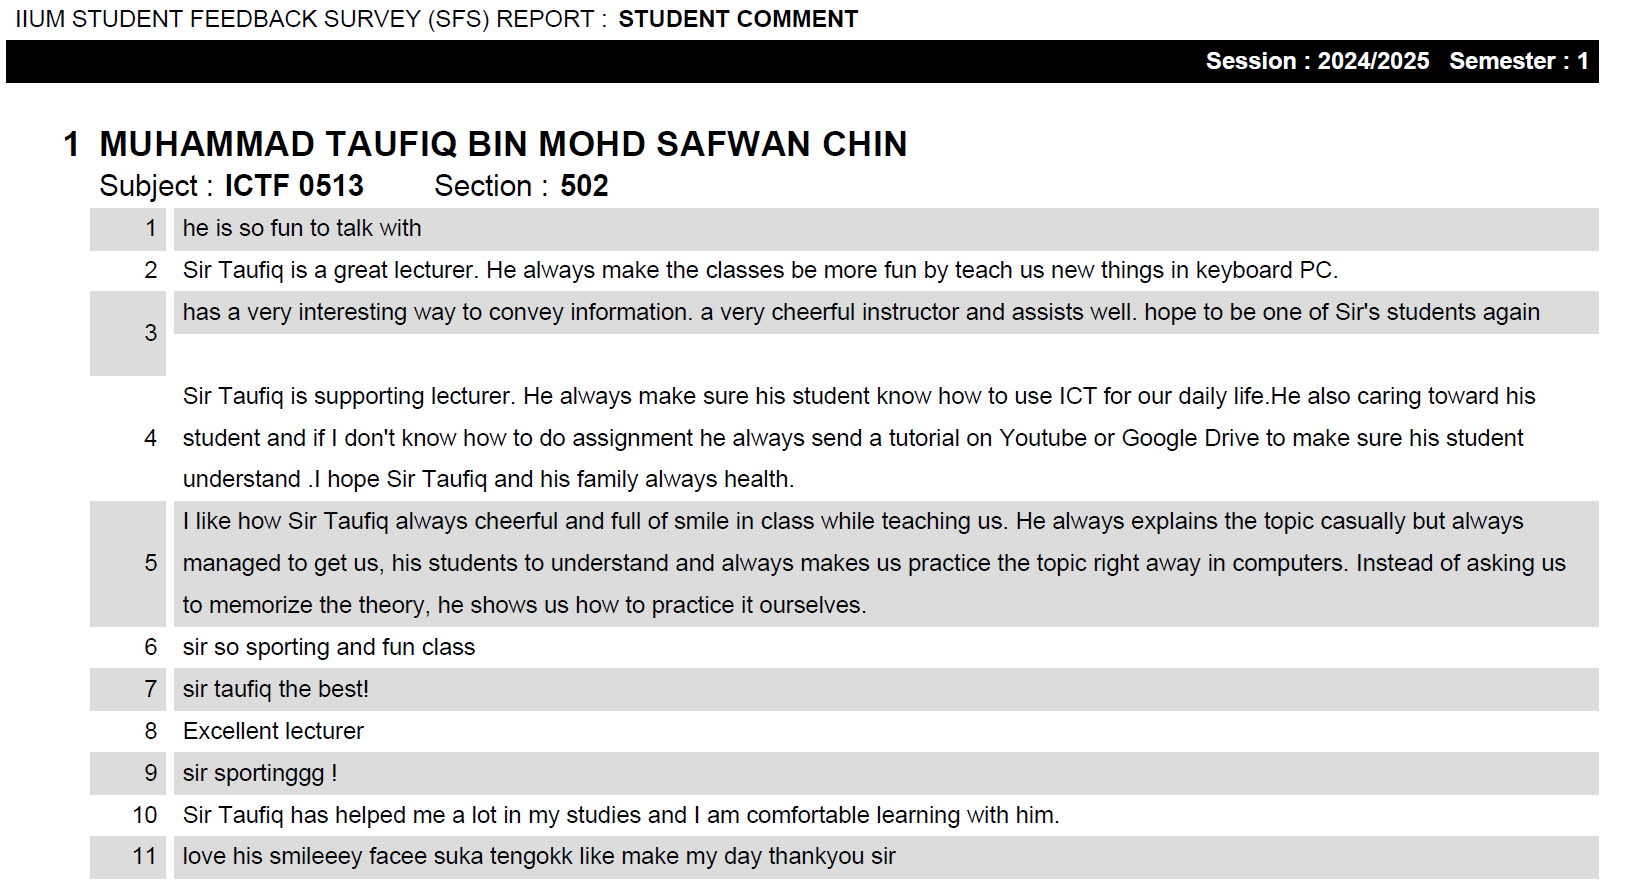 IIUM STUDENT FEEDBACK SURVEY (SFS) REPORT : STUDENT COMMENT
Session : 2024/2025 Semester : 1
1 MUHAMMAD TAUFIQ BIN MOHD SAFWAN CHIN
Subject : ICTF 0513 Section : 502
1 he is so fun to talk with
2 Sir Taufiq is a great lecturer. He always make the classes be more fun by teach us new things in keyboard PC.
3 has a very interesting way to convey information. a very cheerful instructor and assists well. hope to be one of Sir's students again
Sir Taufiq is supporting lecturer. He always make sure his student know how to use ICT for our daily life.He also caring toward his
4 student and if I don't know how to do assignment he always send a tutorial on Youtube or Google Drive to make sure his student
understand .I hope Sir Taufiq and his family always health.
I like how Sir Taufiq always cheerful and full of smile in class while teaching us. He always explains the topic casually but always
5 managed to get us, his students to understand and always makes us practice the topic right away in computers. Instead of asking us
to memorize the theory, he shows us how to practice it ourselves.
6 sir so sporting and fun class
7 sir taufiq the best!
8 Excellent lecturer
9 sir sportinggg !
10 Sir Taufiq has helped me a lot in my studies and I am comfortable learning with him.
11 love his smileeey facee suka tengokk like make my day thankyou sir